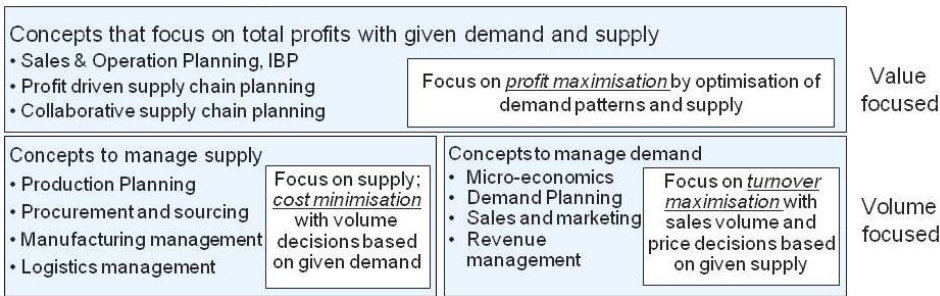 Concepts that focus on total profits with given demand and supply
• Sales & Operation Planning, IBP
• Profit driven supply chain planning
• Collaborative supply chain planning
Focus on profit maximisation by optimisation of
demand patterns and supply
Value
focused
Concepts to manage supply
• Production Planning
• Procurement and sourcing
• Manufacturing management
• Logistics management
Focus on supply;
cost minimisation
with volume
decisions based
on given demand
Concepts to manage demand
• Micro-economics
• Demand Planning
• Sales and marketing
• Revenue
management
Focus on turnover
maximisation with
sales volume and
price decisions based
on given supply
Volume
focused